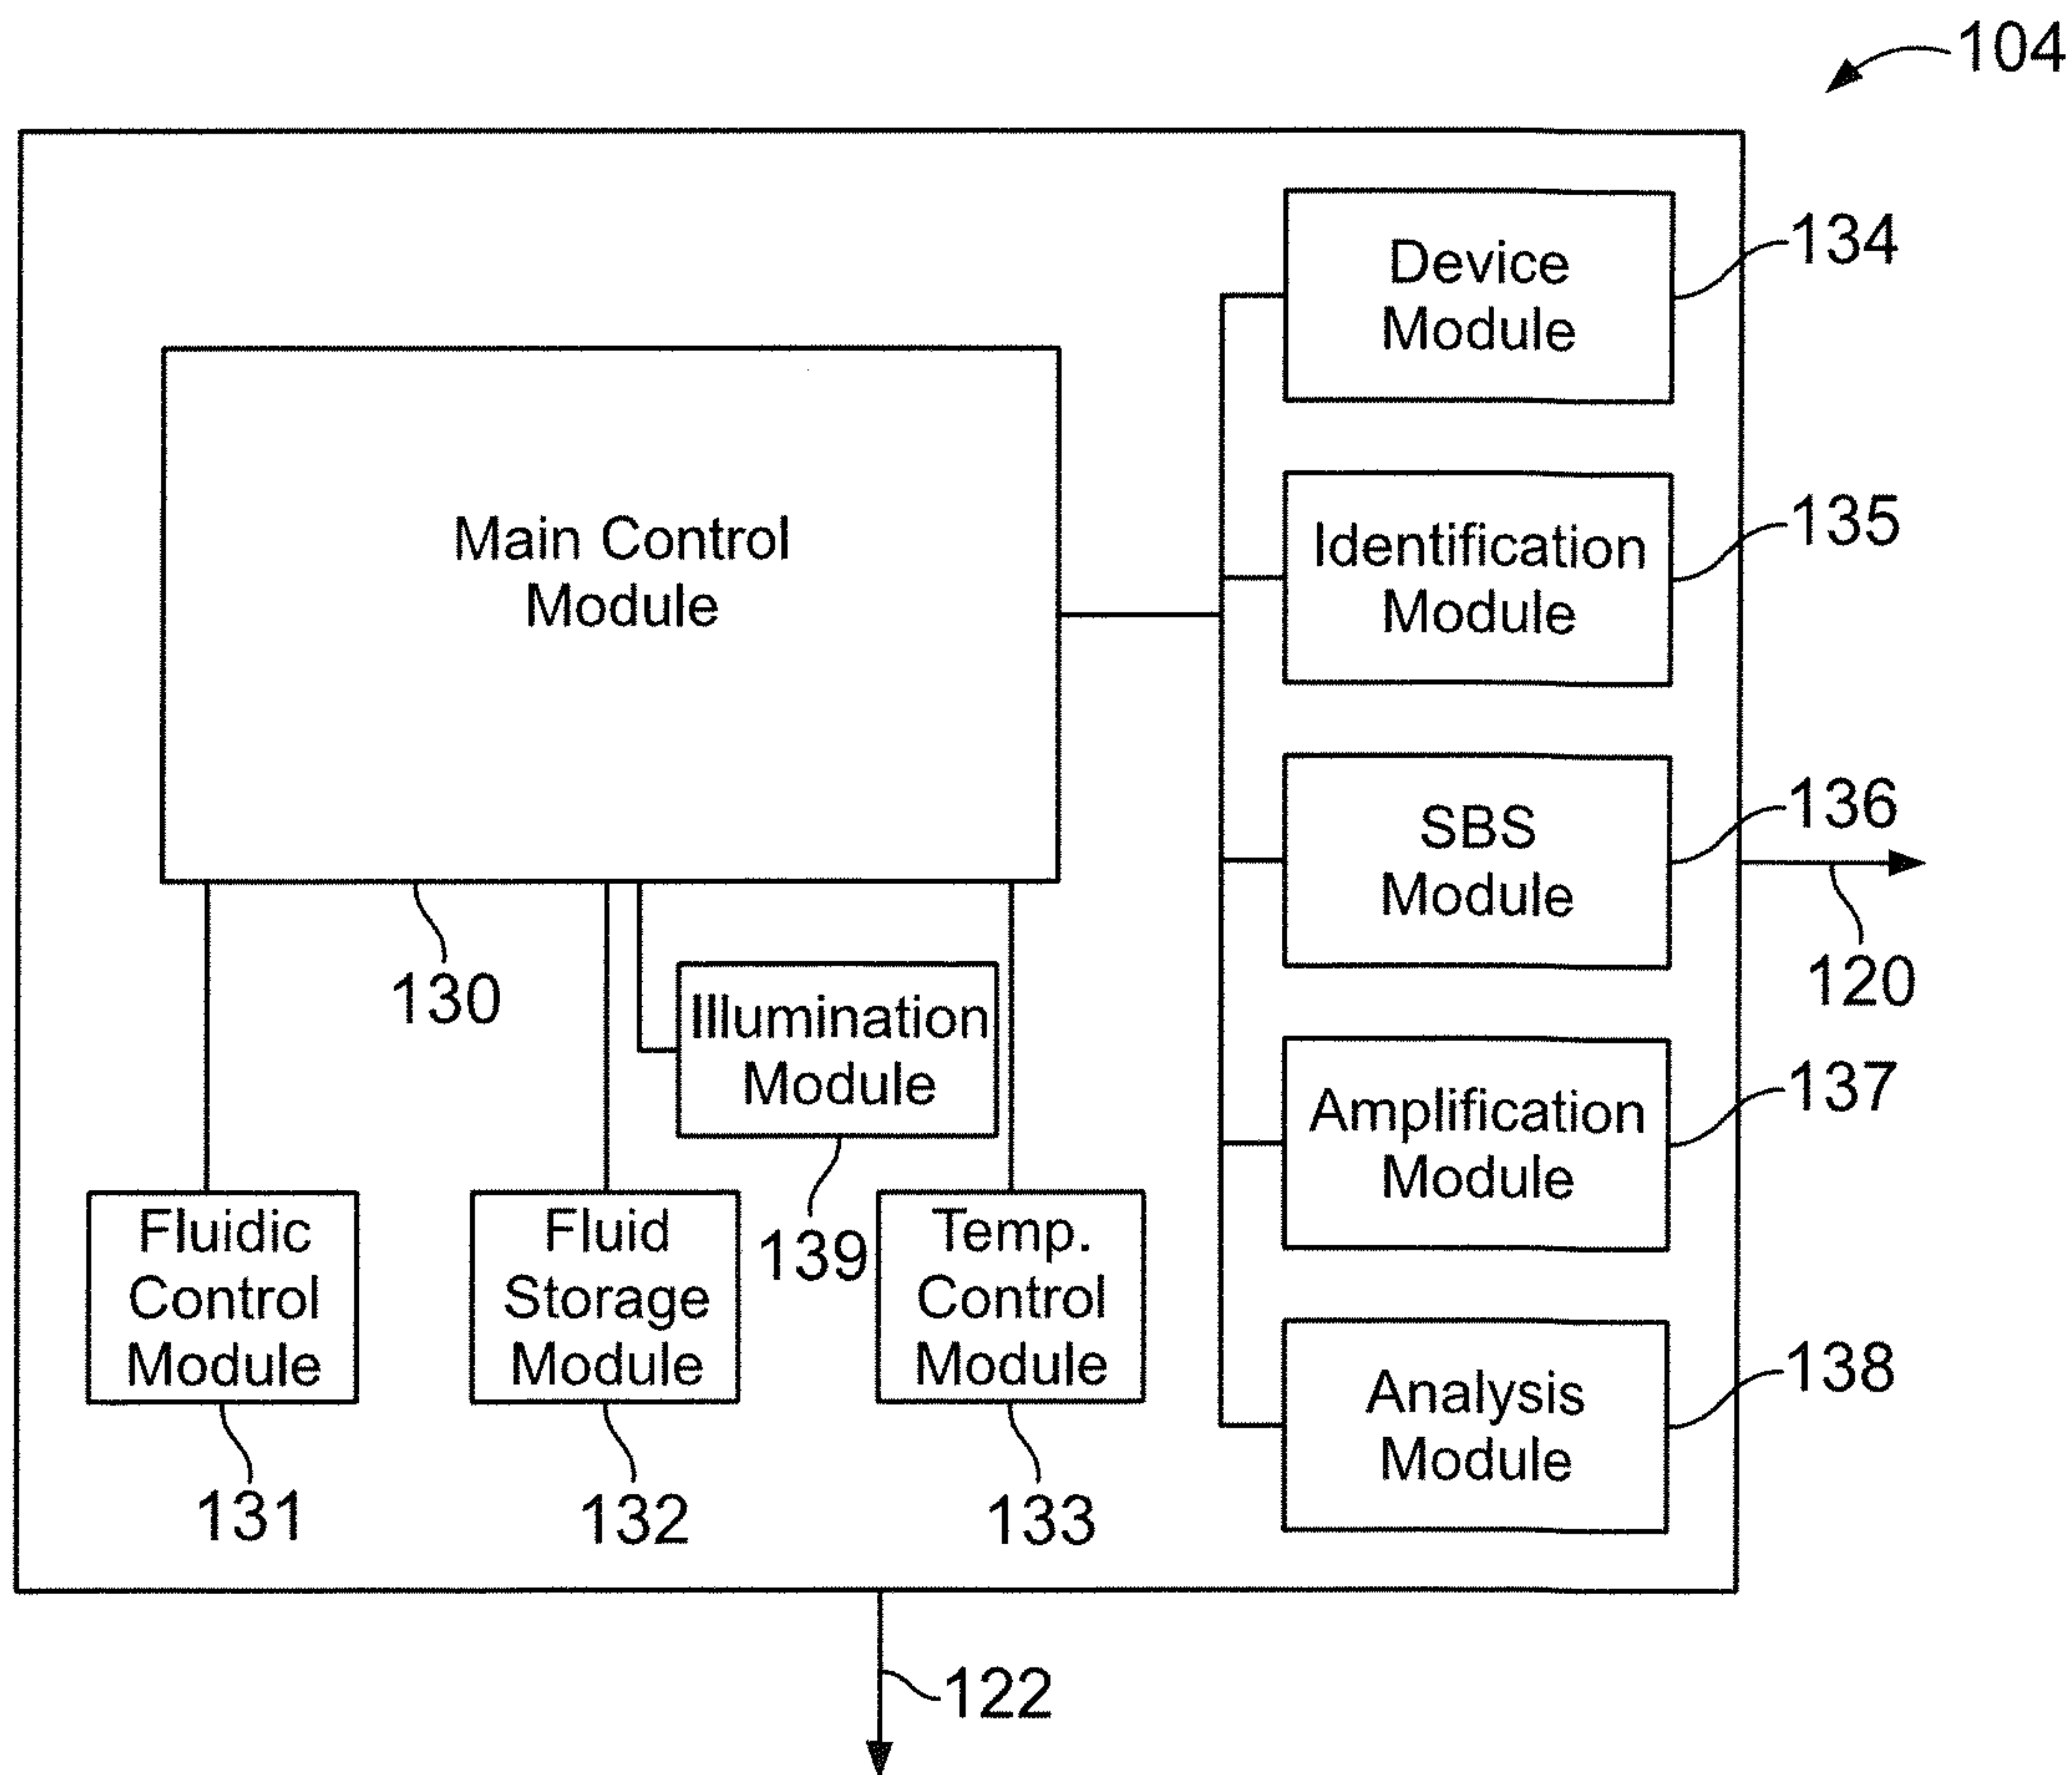 104
Device
Module
134
Main Control
Module
130
Identification
Module
135
SBS
Module
136
120
Illumination
Module
139
Amplification
Module
137
Fluidic
Control
Module
131
Fluid
Storage
Module
132
Temp.
Control
Module
133
Analysis
Module
138
122